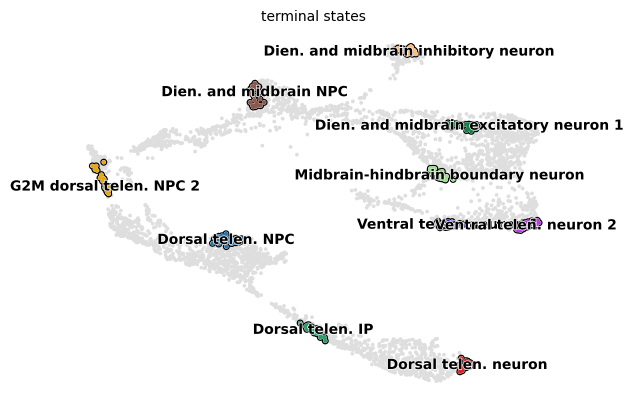 terminal states
Dien. and midbrain inhibitory neuron
Dien. and midbrain NPC
Dien. and midbrain excitatory neuron 1
Midbrain-hindbrain boundary neuron
G2M dorsal telen. NPC 2
Ventral telen. neuron 2
Dorsal telen. NPC
Dorsal telen. IP
Dorsal telen. neuron